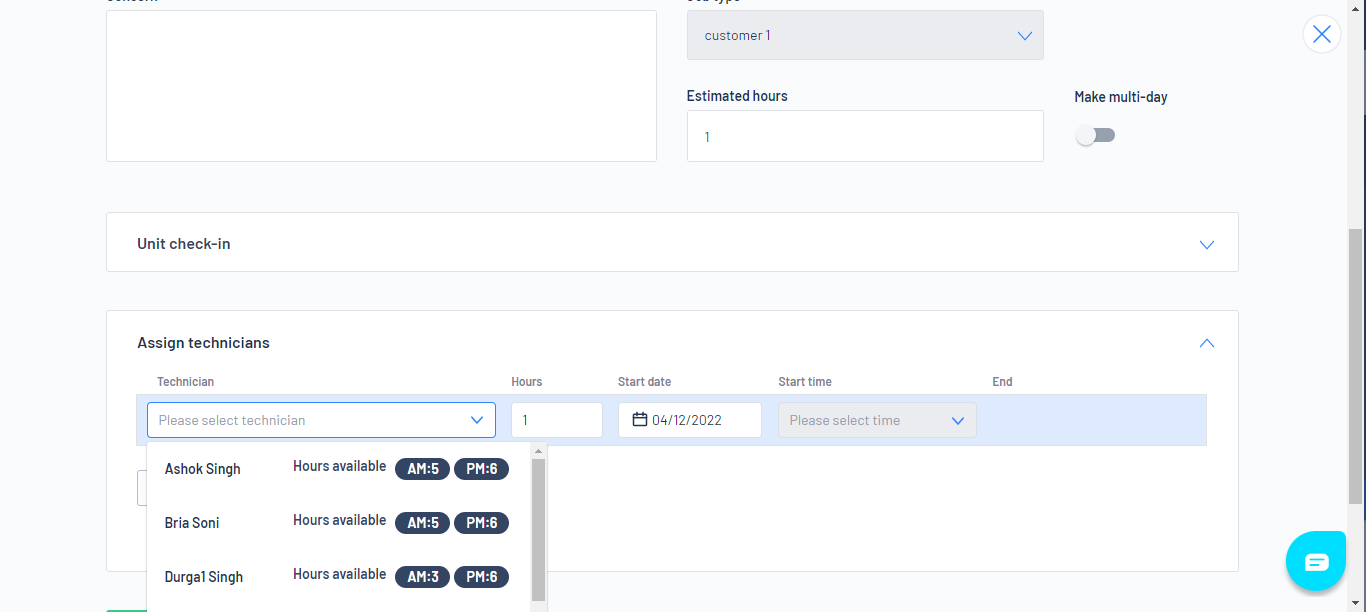 customer 1
Estimated hours
Make multi-day
1
Unit check-in
Assign technicians
Technician Hours Start date Start time End
Please select technician 1 04/12/2022 Please select time
Ashok Singh Hours available AM:5 PM:6
Bria Soni Hours available AM:5 PM:6
Durga1 Singh Hours available AM:3 PM:6